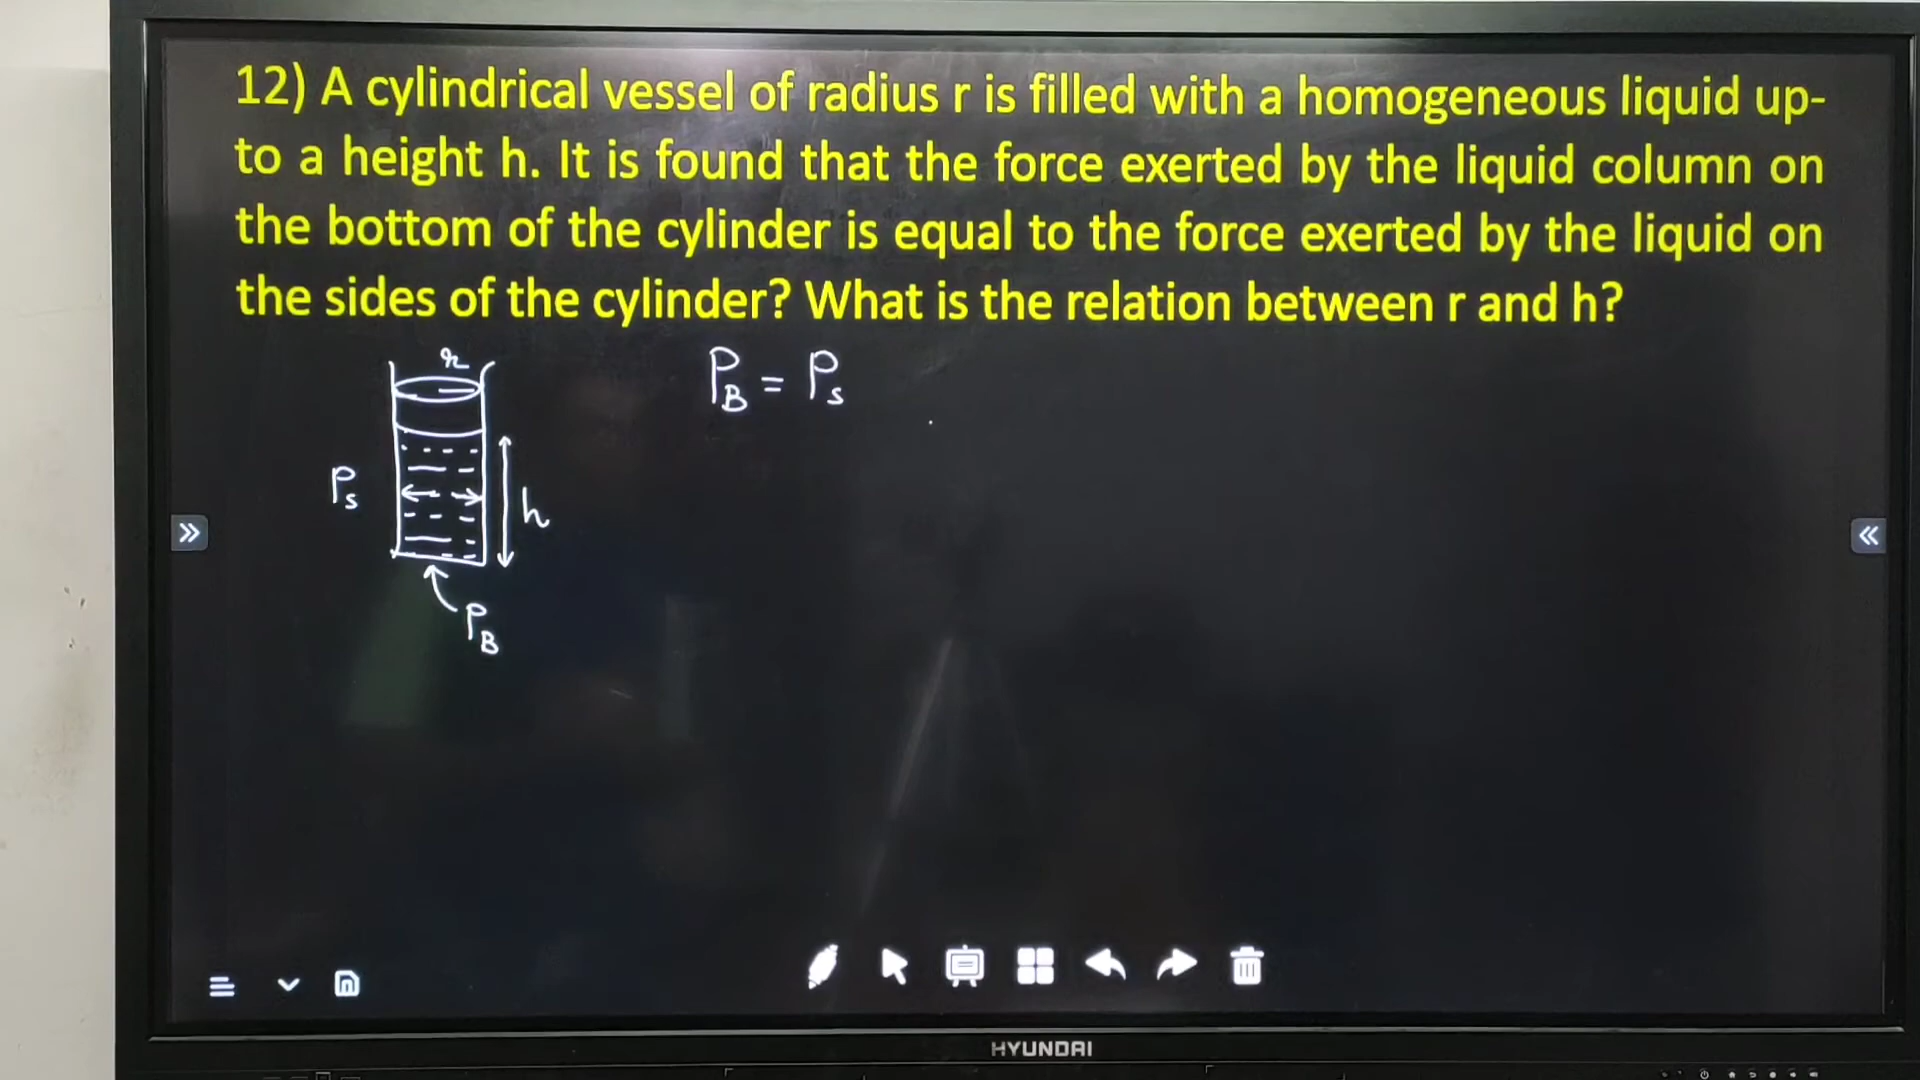 12) A cylindrical vessel of radius r is filled with a homogeneous liquid up-
to a height h. It is found that the force exerted by the liquid column on
the bottom of the cylinder is equal to the force exerted by the liquid on
the sides of the cylinder? What is the relation between r and h?
r
P_B = P_s
P_s
h
P_B
HYUNDAI